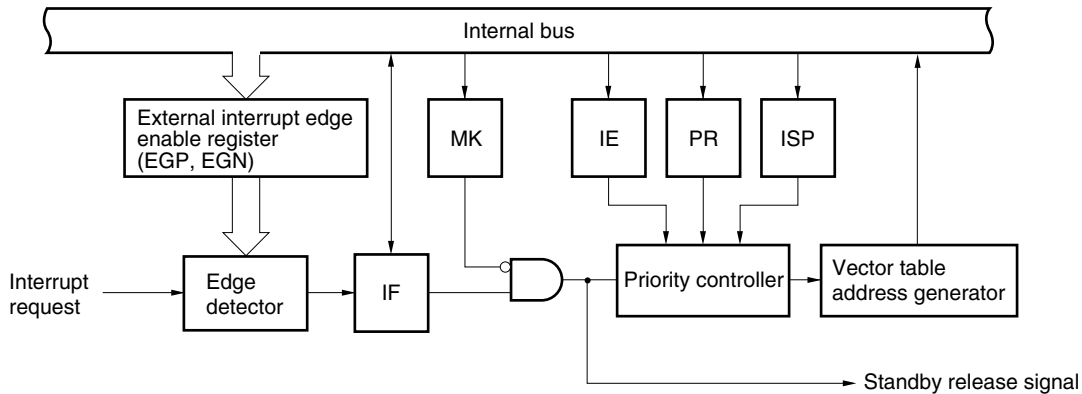 Internal bus
External interrupt edge
enable register
(EGP, EGN)
MK
IE
PR
ISP
Interrupt
request
Edge
detector
IF
Priority controller
Vector table
address generator
Standby release signal